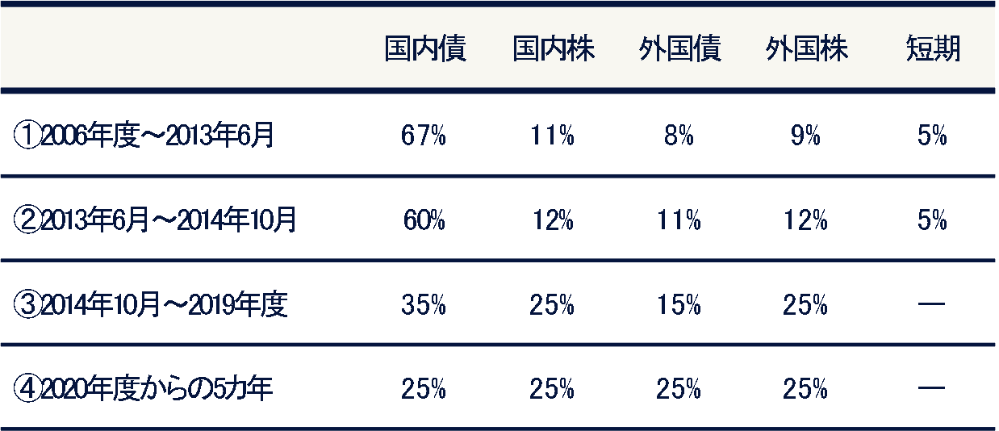 国内債 国内株 外国債 外国株 短期
①2006年度～2013年6月 67% 11% 8% 9% 5%
②2013年6月～2014年10月 60% 12% 11% 12% 5%
③2014年10月～2019年度 35% 25% 15% 25% ―
④2020年度からの5カ年 25% 25% 25% 25% ―